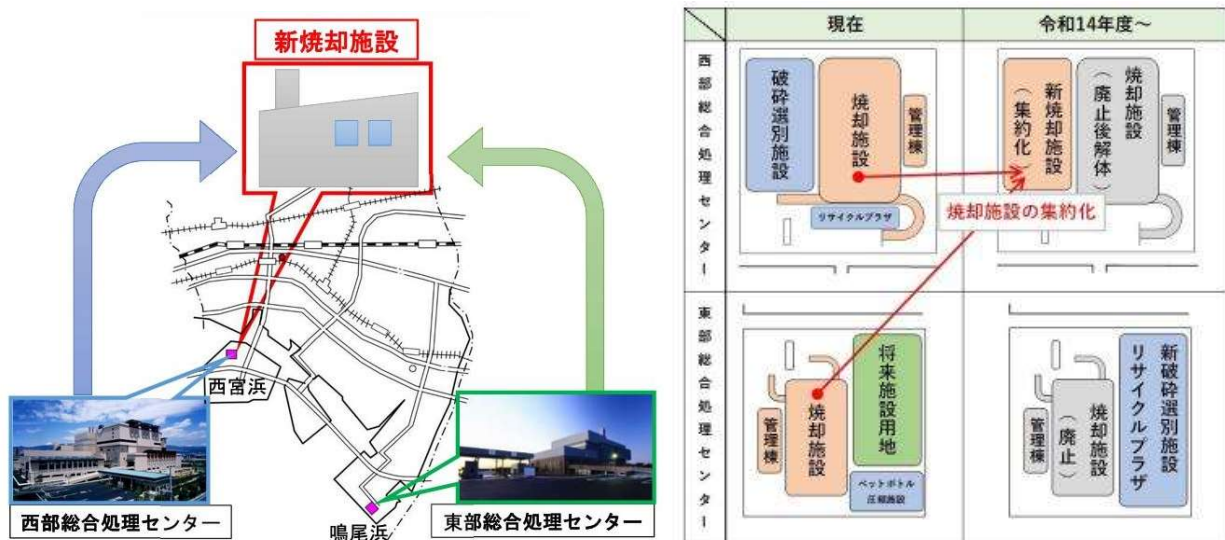 新焼却施設
西宮浜
鳴尾浜
西部総合処理センター
東部総合処理センター
現在
令和14年度～
西部総合処理センター
破砕選別施設
焼却施設
管理棟
リサイクルプラザ
新焼却施設
（集約化）
焼却施設
（廃止後解体）
管理棟
焼却施設の集約化
東部総合処理センター
管理棟
焼却施設
将来施設用地
ペットボトル
圧縮施設
管理棟
焼却施設
（廃止）
新破砕選別施設
リサイクルプラザ